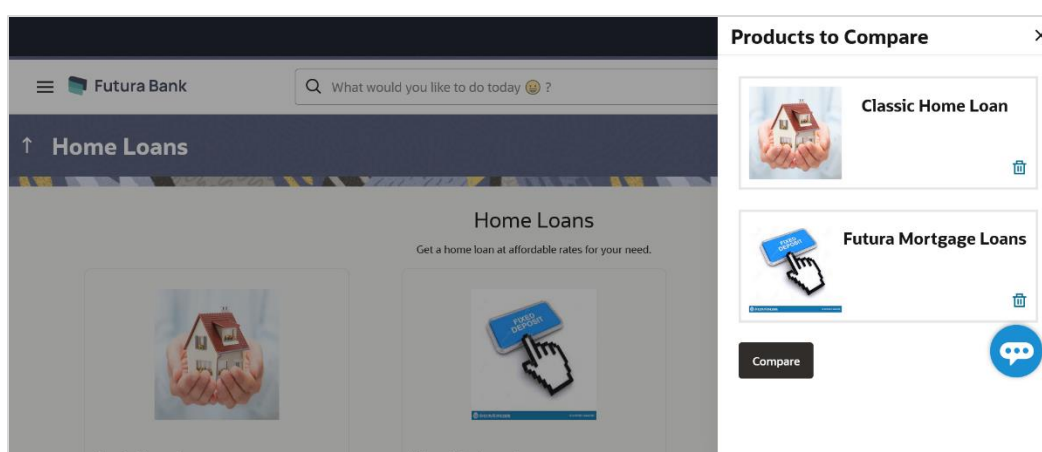 Products to Compare
Futura Bank
What would you like to do today 😀 ?
Classic Home Loan
Home Loans
Home Loans
Get a home loan at affordable rates for your need.
Futura Mortgage Loans
FIXED
DEPOSIT
FIXED
DEPOSIT
Compare